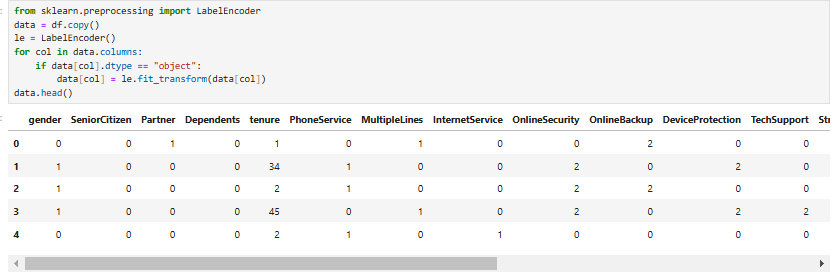 from sklearn.preprocessing import LabelEncoder
data = df.copy()
le = LabelEncoder()
for col in data.columns:
    if data[col].dtype == "object":
        data[col] = le.fit_transform(data[col])
data.head()
gender SeniorCitizen Partner Dependents tenure PhoneService MultipleLines InternetService OnlineSecurity OnlineBackup DeviceProtection TechSupport Str
0 0 0 1 0 1 0 1 0 0 2 0 0
1 1 0 0 0 34 1 0 0 2 0 2 0
2 1 0 0 0 2 1 0 0 2 2 0 0
3 1 0 0 0 45 0 1 0 2 0 2 2
4 0 0 0 0 2 1 0 1 0 0 0 0